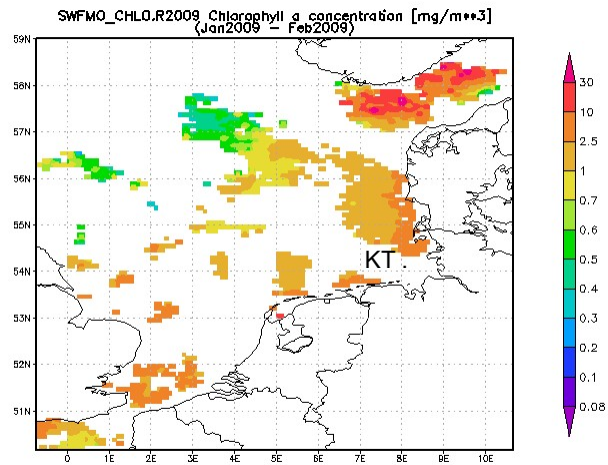 SWFMO_CHLO.R2009 Chlorophyll a concentration [mg/m**3]
(Jan2009 - Feb2009)
59N
58N
57N
56N
55N
54N
53N
52N
51N
0
1E
2E
3E
4E
5E
6E
7E
8E
9E
10E
KT .
30
10
2.5
1
0.7
0.6
0.5
0.4
0.3
0.2
0.1
0.08